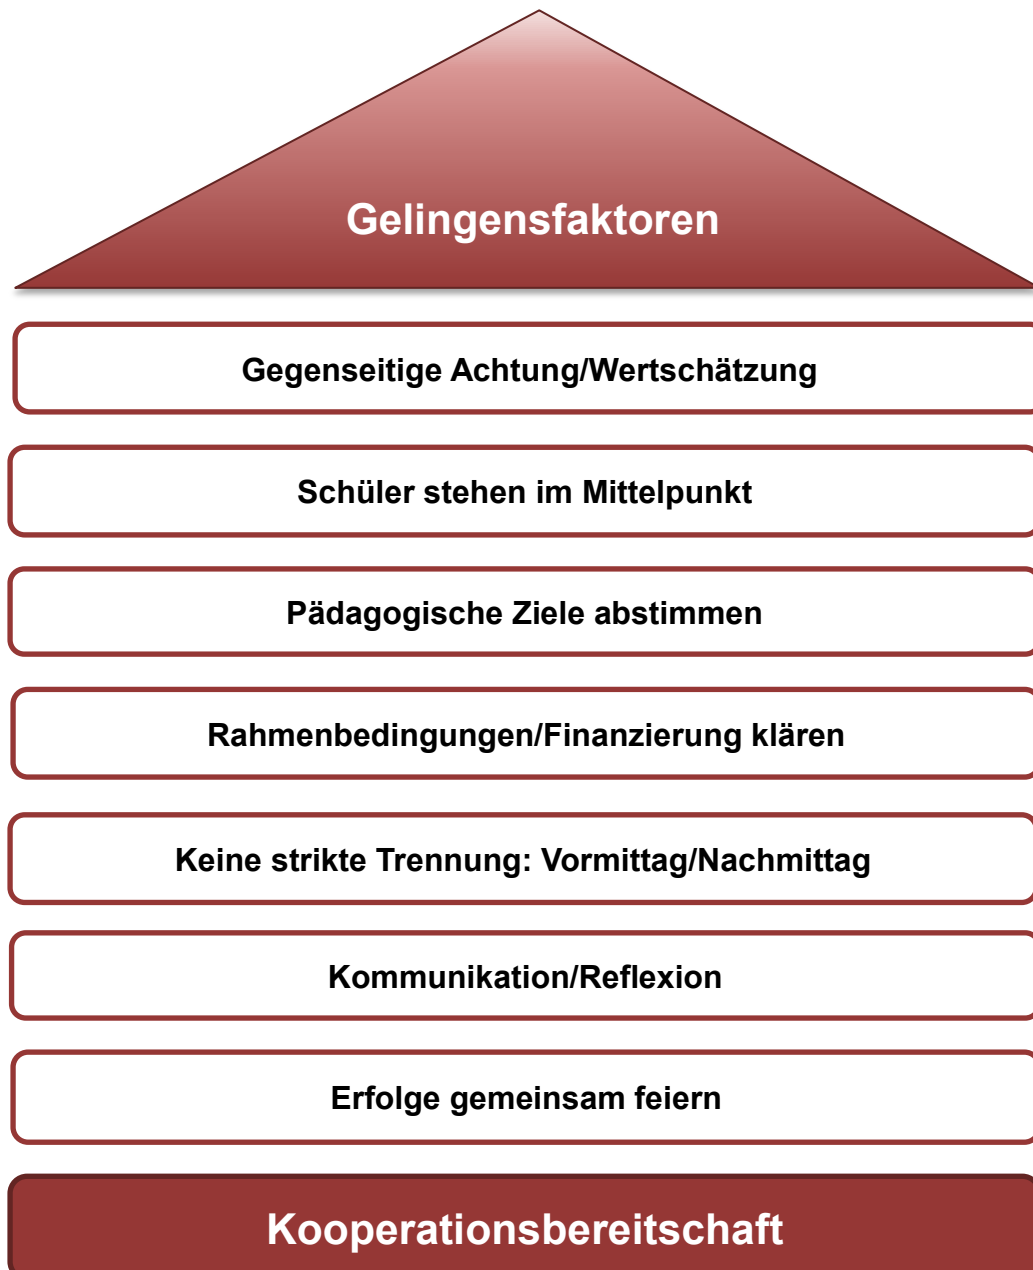 Gelingensfaktoren
Gegenseitige Achtung/Wertschätzung
Schüler stehen im Mittelpunkt
Pädagogische Ziele abstimmen
Rahmenbedingungen/Finanzierung klären
Keine strikte Trennung: Vormittag/Nachmittag
Kommunikation/Reflexion
Erfolge gemeinsam feiern
Kooperationsbereitschaft